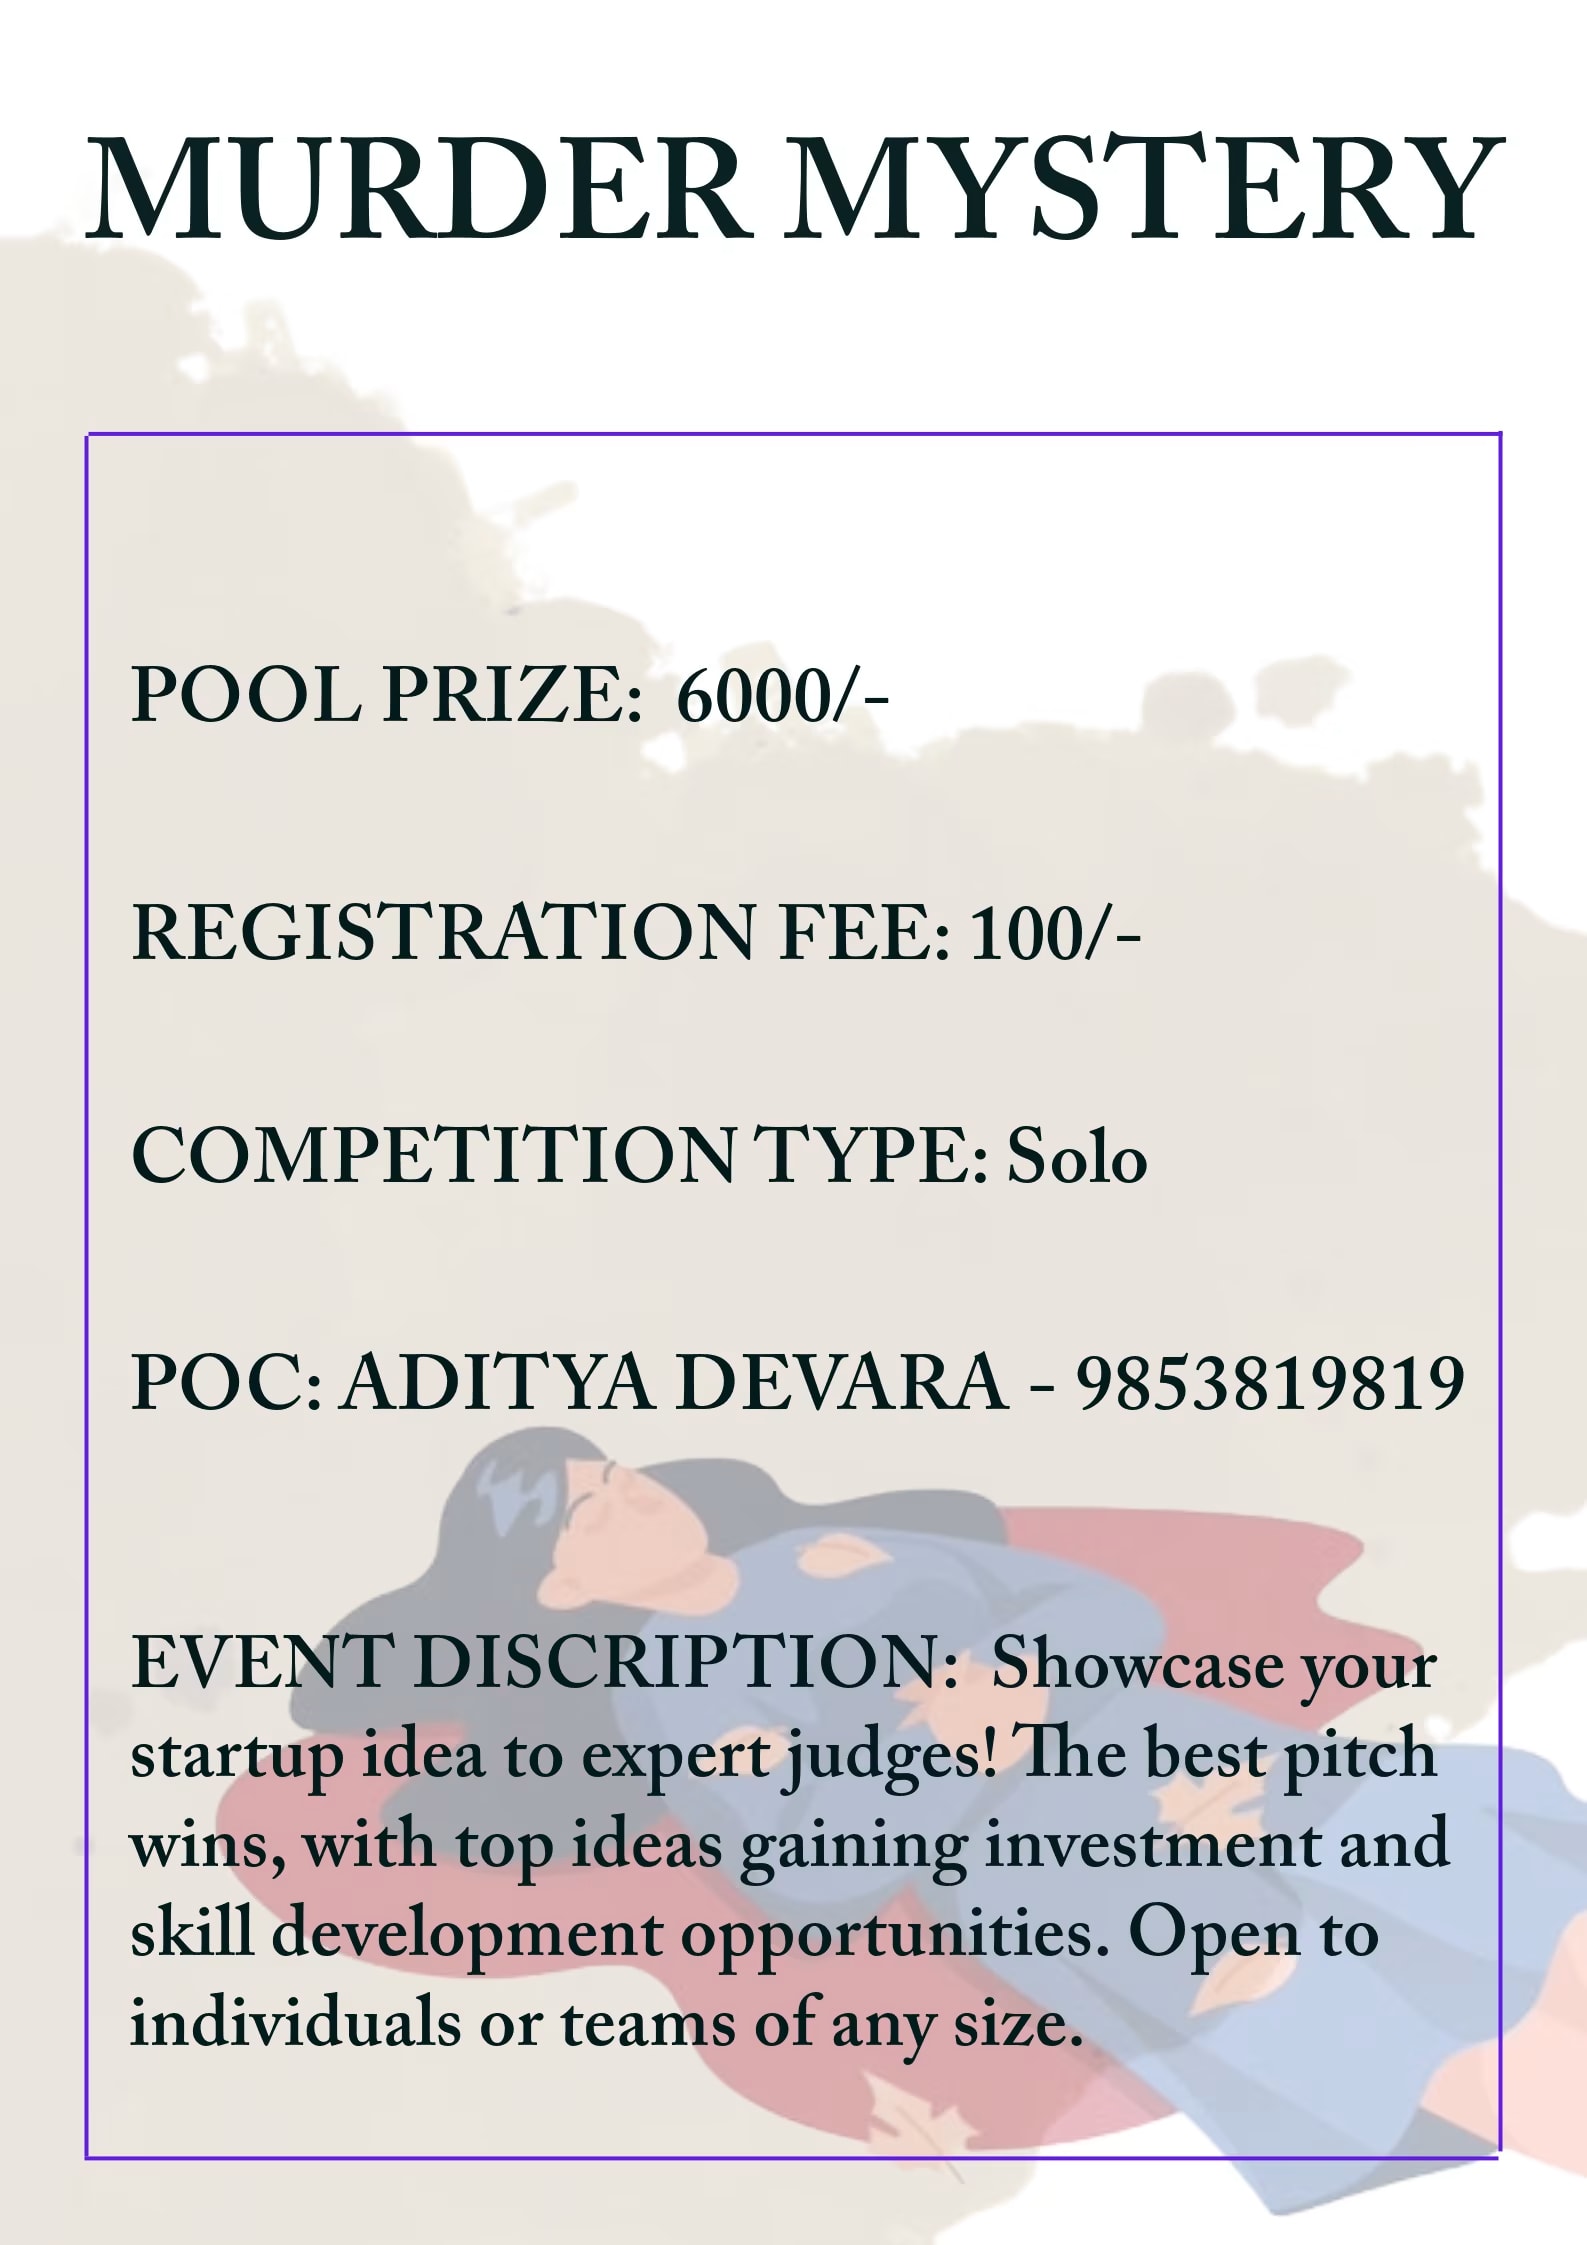 MURDER MYSTERY
POOL PRIZE: 6000/-
REGISTRATION FEE: 100/-
COMPETITION TYPE: Solo
POC: ADITYA DEVARA - 9853819819
EVENT DISCRIPTION: Showcase your
startup idea to expert judges! The best pitch
wins, with top ideas gaining investment and
skill development opportunities. Open to
individuals or teams of any size.